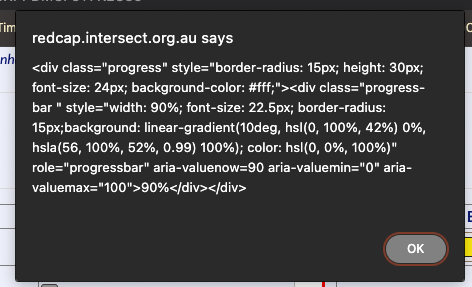 Tim
redcap.intersect.org.au says
nh
<div class="progress" style="border-radius: 15px; height: 30px;
font-size: 24px; background-color: #fff;"><div class="progress-
bar " style="width: 90%; font-size: 22.5px; border-radius:
15px;background: linear-gradient(10deg, hsl(0, 100%, 42%) 0%,
hsla(56, 100%, 52%, 0.99) 100%); color: hsl(0, 0%, 100%)"
role="progressbar" aria-valuenow=90 aria-valuemin="0" aria-
valuemax="100">90%</div></div>
OK